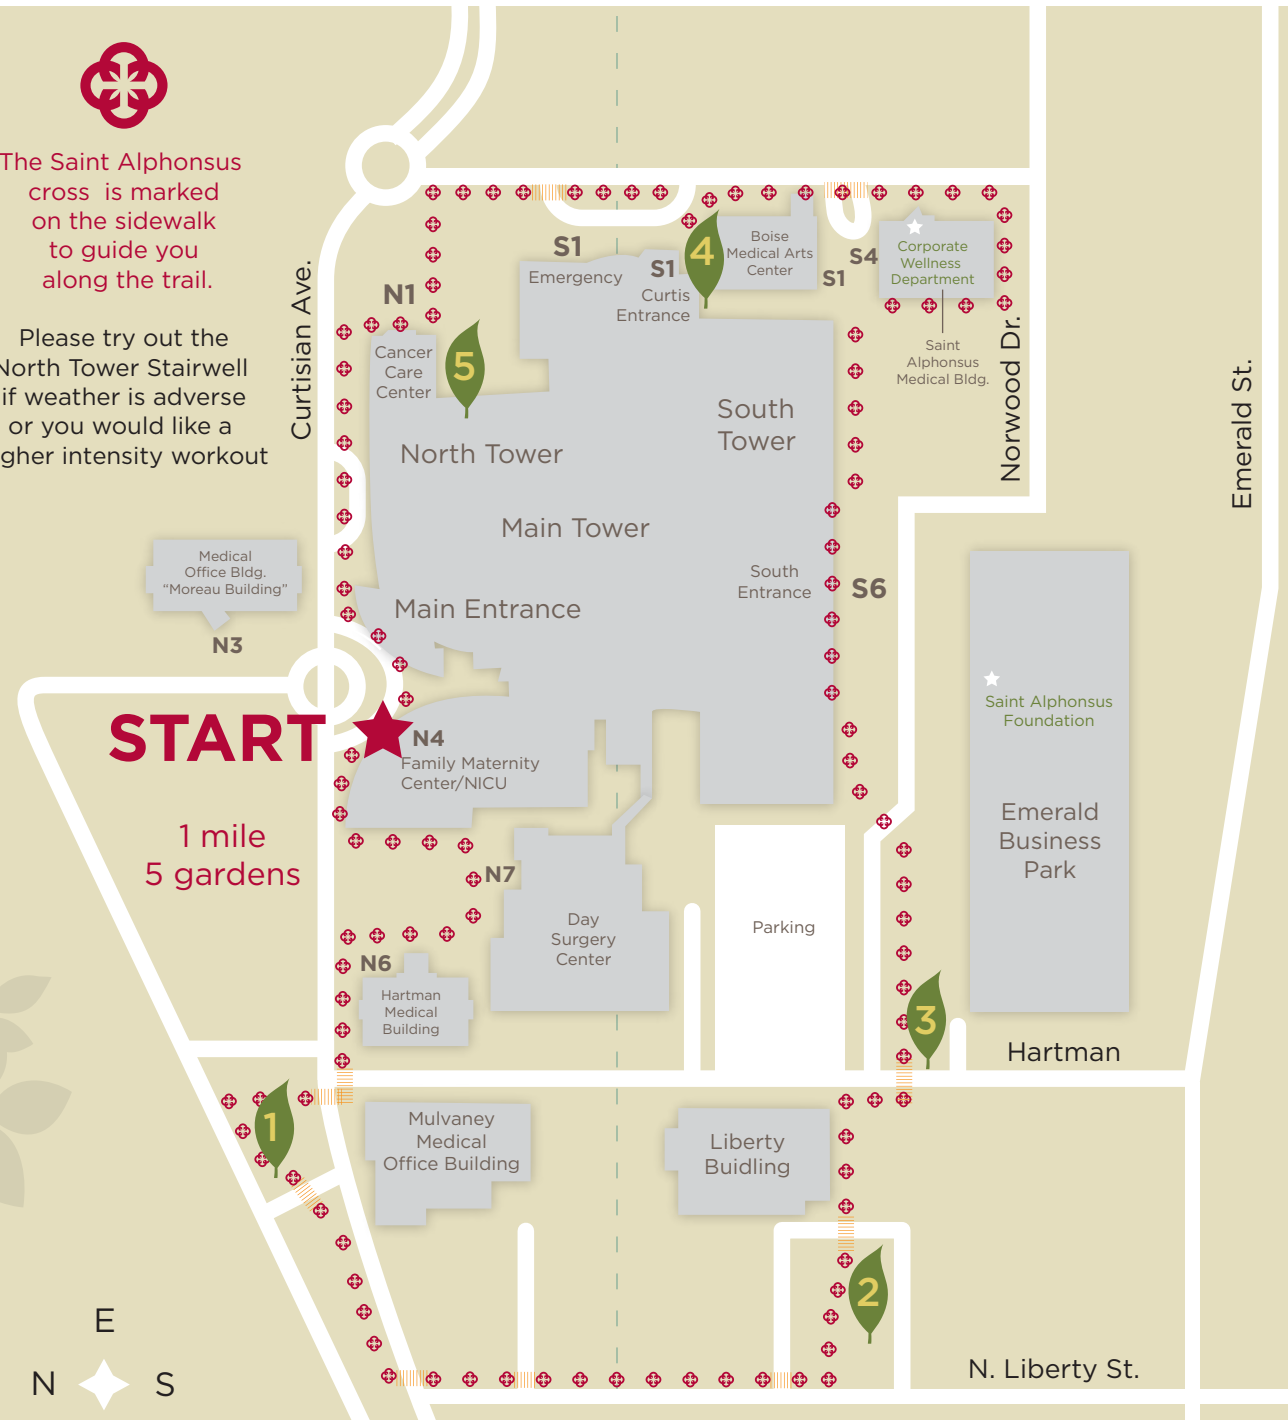 The Saint Alphonsus
cross is marked
on the sidewalk
to guide you
along the trail.
Please try out the
North Tower Stairwell
if weather is adverse
or you would like a
gher intensity workout
Curtisian Ave.
N1
Cancer
Care
Center
5
S1
Emergency
S1
Curtis
Entrance
4
Boise
Medical Arts
Center
S1
S4
Corporate
Wellness
Department
Saint
Alphonsus
Medical Bldg.
Norwood Dr.
Emerald St.
North Tower
South
Tower
Main Tower
South
Entrance
S6
Main Entrance
Medical
Office Bldg.
“Moreau Building”
N3
START
N4
Family Maternity
Center/NICU
1 mile
5 gardens
Saint Alphonsus
Foundation
Emerald
Business
Park
N7
Day
Surgery
Center
Parking
N6
Hartman
Medical
Building
3
Hartman
1
Mulvaney
Medical
Office Building
Liberty
Buidling
2
N. Liberty St.
E
N
S